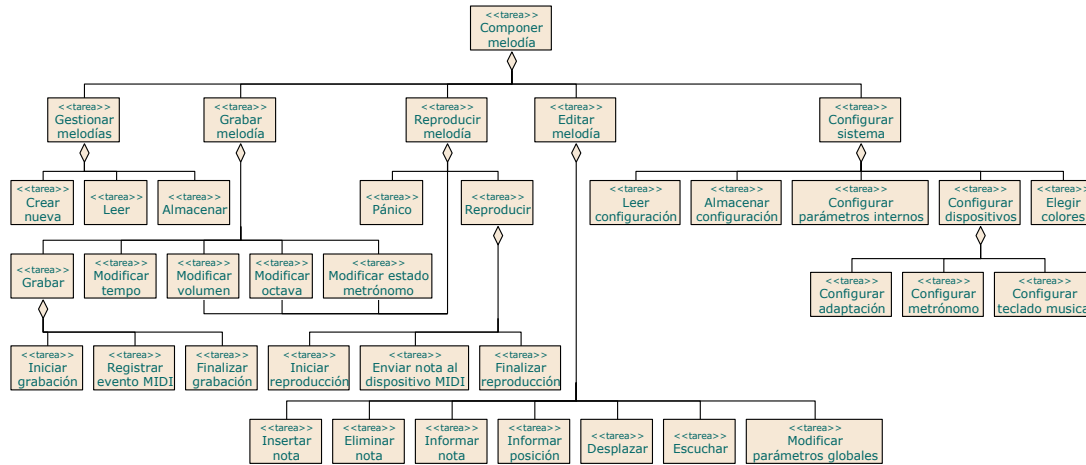 <<tarea>>
Componer
melodía
<<tarea>>
Gestionar
melodías
<<tarea>>
Grabar
melodía
<<tarea>>
Reproducir
melodía
<<tarea>>
Editar
melodía
<<tarea>>
Configurar
sistema
<<tarea>>
Crear
nueva
<<tarea>>
Leer
<<tarea>>
Almacenar
<<tarea>>
Pánico
<<tarea>>
Reproducir
<<tarea>>
Leer
configuración
<<tarea>>
Almacenar
configuración
<<tarea>>
Configurar
parámetros internos
<<tarea>>
Configurar
dispositivos
<<tarea>>
Elegir
colores
<<tarea>>
Grabar
<<tarea>>
Modificar
tempo
<<tarea>>
Modificar
volumen
<<tarea>>
Modificar
octava
<<tarea>>
Modificar estado
metrónomo
<<tarea>>
Configurar
adaptación
<<tarea>>
Configurar
metrónomo
<<tarea>>
Configurar
teclado musica
<<tarea>>
Iniciar
grabación
<<tarea>>
Registrar
evento MIDI
<<tarea>>
Finalizar
grabación
<<tarea>>
Iniciar
reproducción
<<tarea>>
Enviar nota al
dispositivo MIDI
<<tarea>>
Finalizar
reproducción
<<tarea>>
Insertar
nota
<<tarea>>
Eliminar
nota
<<tarea>>
Informar
nota
<<tarea>>
Informar
posición
<<tarea>>
Desplazar
<<tarea>>
Escuchar
<<tarea>>
Modificar
parámetros globales